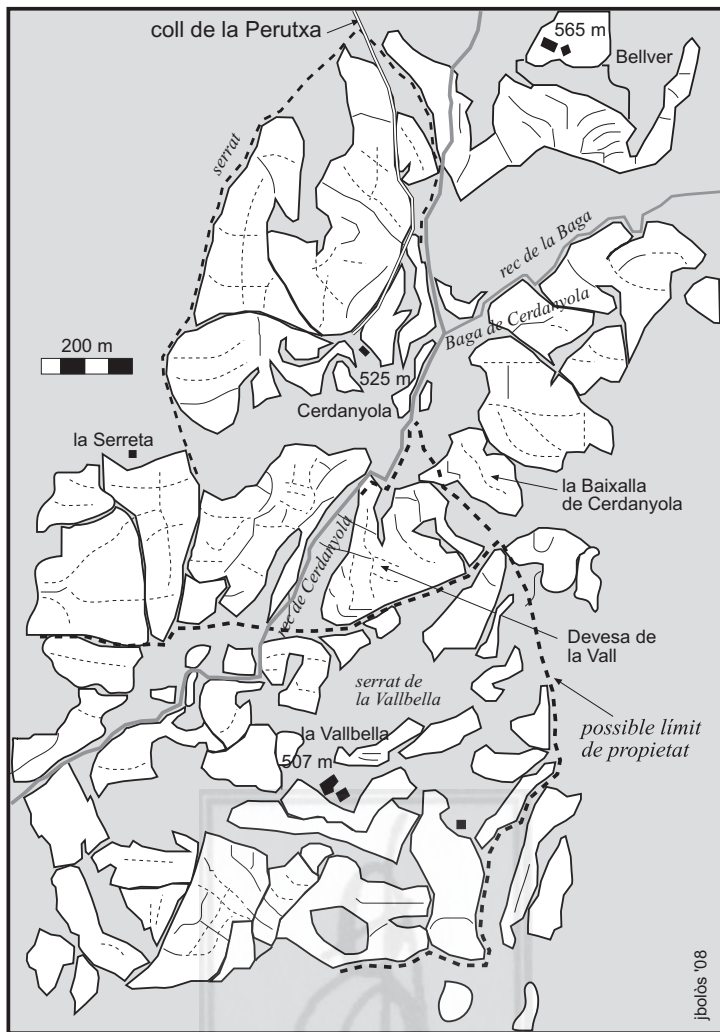 coll de la Perutxa
565 m
Bellver
serrat
rec de la Baga
Baga de Cerdanyola
200 m
525 m
Cerdanyola
la Serreta
la Baixalla
de Cerdanyola
rec de Cerdanyola
Devesa de
la Vall
serrat de
la Vallbella
possible límit
de propietat
la Vallbella
507 m
jbolòs '08